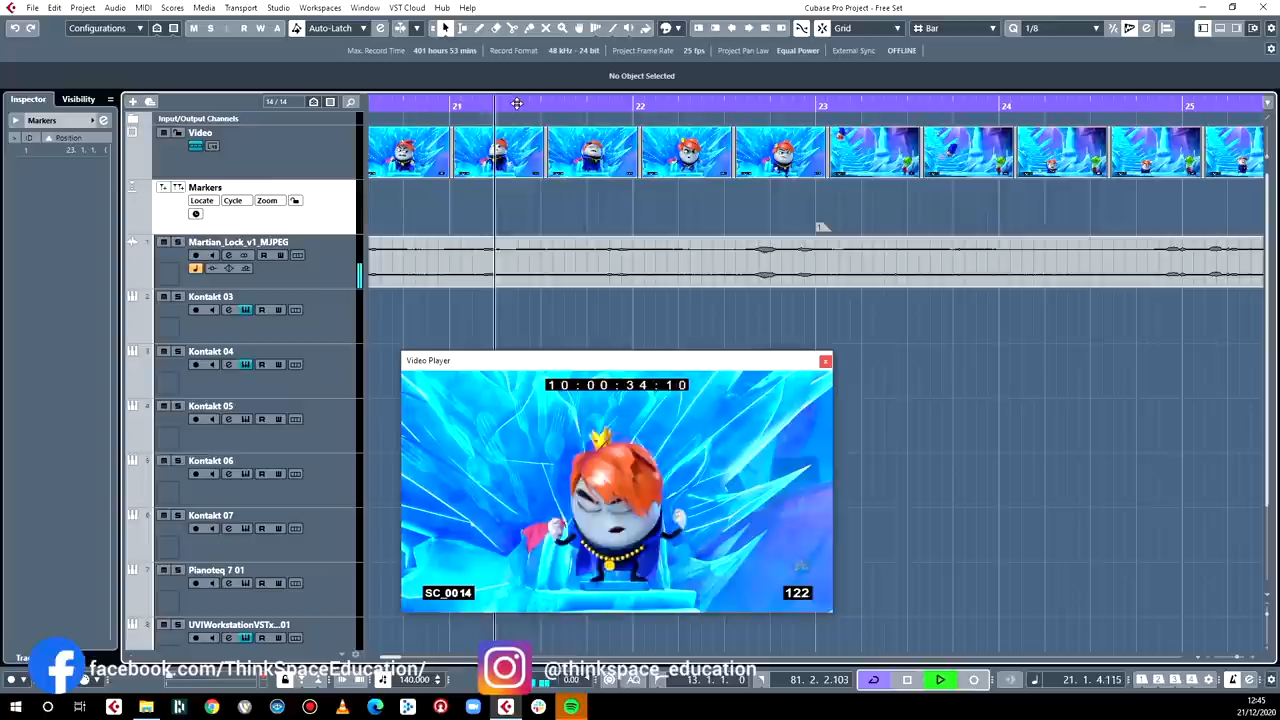 File Edit Project Audio MIDI Scores Media Transport Studio Workspaces Window VST Cloud Hub Help
Cubase Pro Project - Free Set
Configurations M S L R W A Auto-Latch Grid Bar Q 1/8
Max. Record Time 401 hours 53 mins Record Format 48 kHz - 24 bit Project Frame Rate 25 fps Project Pan Law Equal Power External Sync OFFLINE
No Object Selected
Inspector Visibility
14 / 14
21 22 23 24 25
Markers
ID Position
1 23. 1. 1.
Input/Output Channels
Video
Markers
Locate Cycle Zoom
1
1 Martian_Lock_v1_MJPEG
2 Kontakt 03
3 Kontakt 04
4 Kontakt 05
5 Kontakt 06
6 Kontakt 07
7 Pianoteq 7 01
8 UVIWorkstationVSTx...01
Video Player
10:00:34:10
SC_0014
122
facebook.com/ThinkSpaceEducation/
@thinkspace_education
140.000
0.00
13. 1. 1.
81. 2. 2.103
21. 1. 4.115
1 2 3 4 5
12:45
21/12/2020